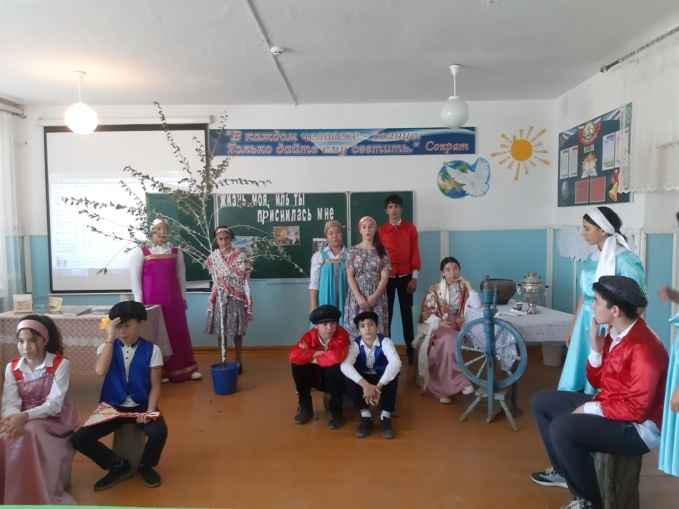 "В каждом человеке - солнце.
Только дайте ему светить." Сократ
жизнь моя, иль ты
приснилась мне